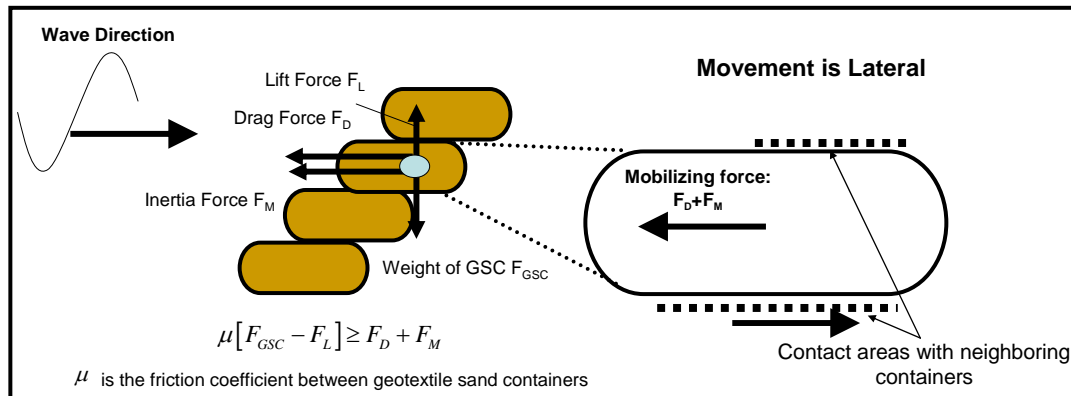 Wave Direction
Lift Force F_L
Drag Force F_D
Inertia Force F_M
Weight of GSC F_GSC
μ[F_GSC − F_L] ≥ F_D + F_M
μ is the friction coefficient between geotextile sand containers
Movement is Lateral
Mobilizing force:
F_D+F_M
Contact areas with neighboring
containers